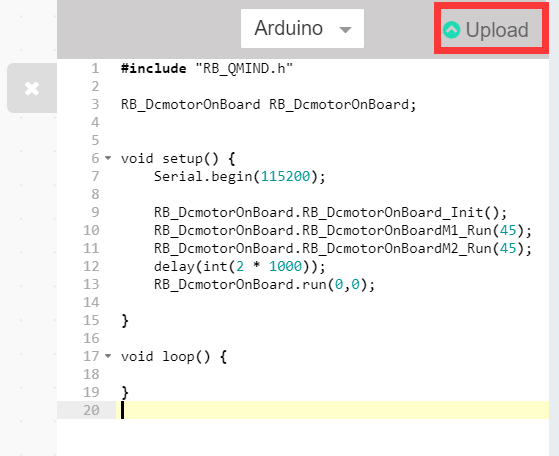 Arduino
Upload
1 #include "RB_QMIND.h"
2
3 RB_DcmotorOnBoard RB_DcmotorOnBoard;
4
5
6 void setup() {
7     Serial.begin(115200);
8
9     RB_DcmotorOnBoard.RB_DcmotorOnBoard_Init();
10     RB_DcmotorOnBoard.RB_DcmotorOnBoardM1_Run(45);
11     RB_DcmotorOnBoard.RB_DcmotorOnBoardM2_Run(45);
12     delay(int(2 * 1000));
13     RB_DcmotorOnBoard.run(0,0);
14
15 }
16
17 void loop() {
18
19 }
20